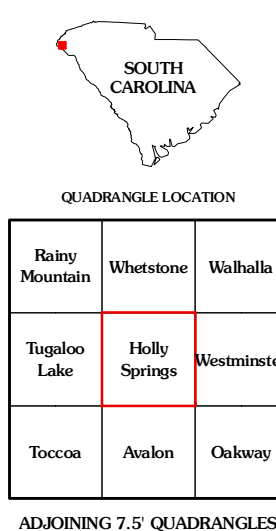 SOUTH
CAROLINA
QUADRANGLE LOCATION
Rainy
Mountain
Whetstone
Walhalla
Tugaloo
Lake
Holly
Springs
Westminste
Toccoa
Avalon
Oakway
ADJOINING 7.5' QUADRANGLES